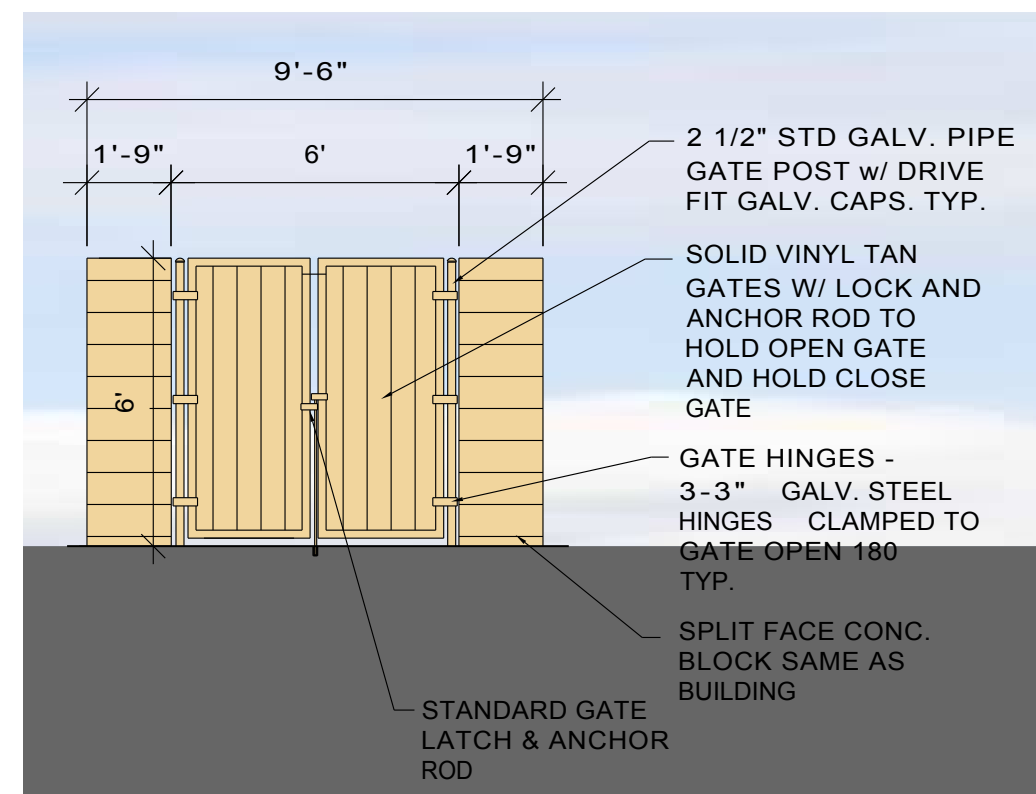 9'-6"
1'-9" 6' 1'-9"
6'
2 1/2" STD GALV. PIPE
GATE POST w/ DRIVE
FIT GALV. CAPS. TYP.
SOLID VINYL TAN
GATES W/ LOCK AND
ANCHOR ROD TO
HOLD OPEN GATE
AND HOLD CLOSE
GATE
GATE HINGES -
3-3" GALV. STEEL
HINGES CLAMPED TO
GATE OPEN 180
TYP.
SPLIT FACE CONC.
BLOCK SAME AS
BUILDING
STANDARD GATE
LATCH & ANCHOR
ROD